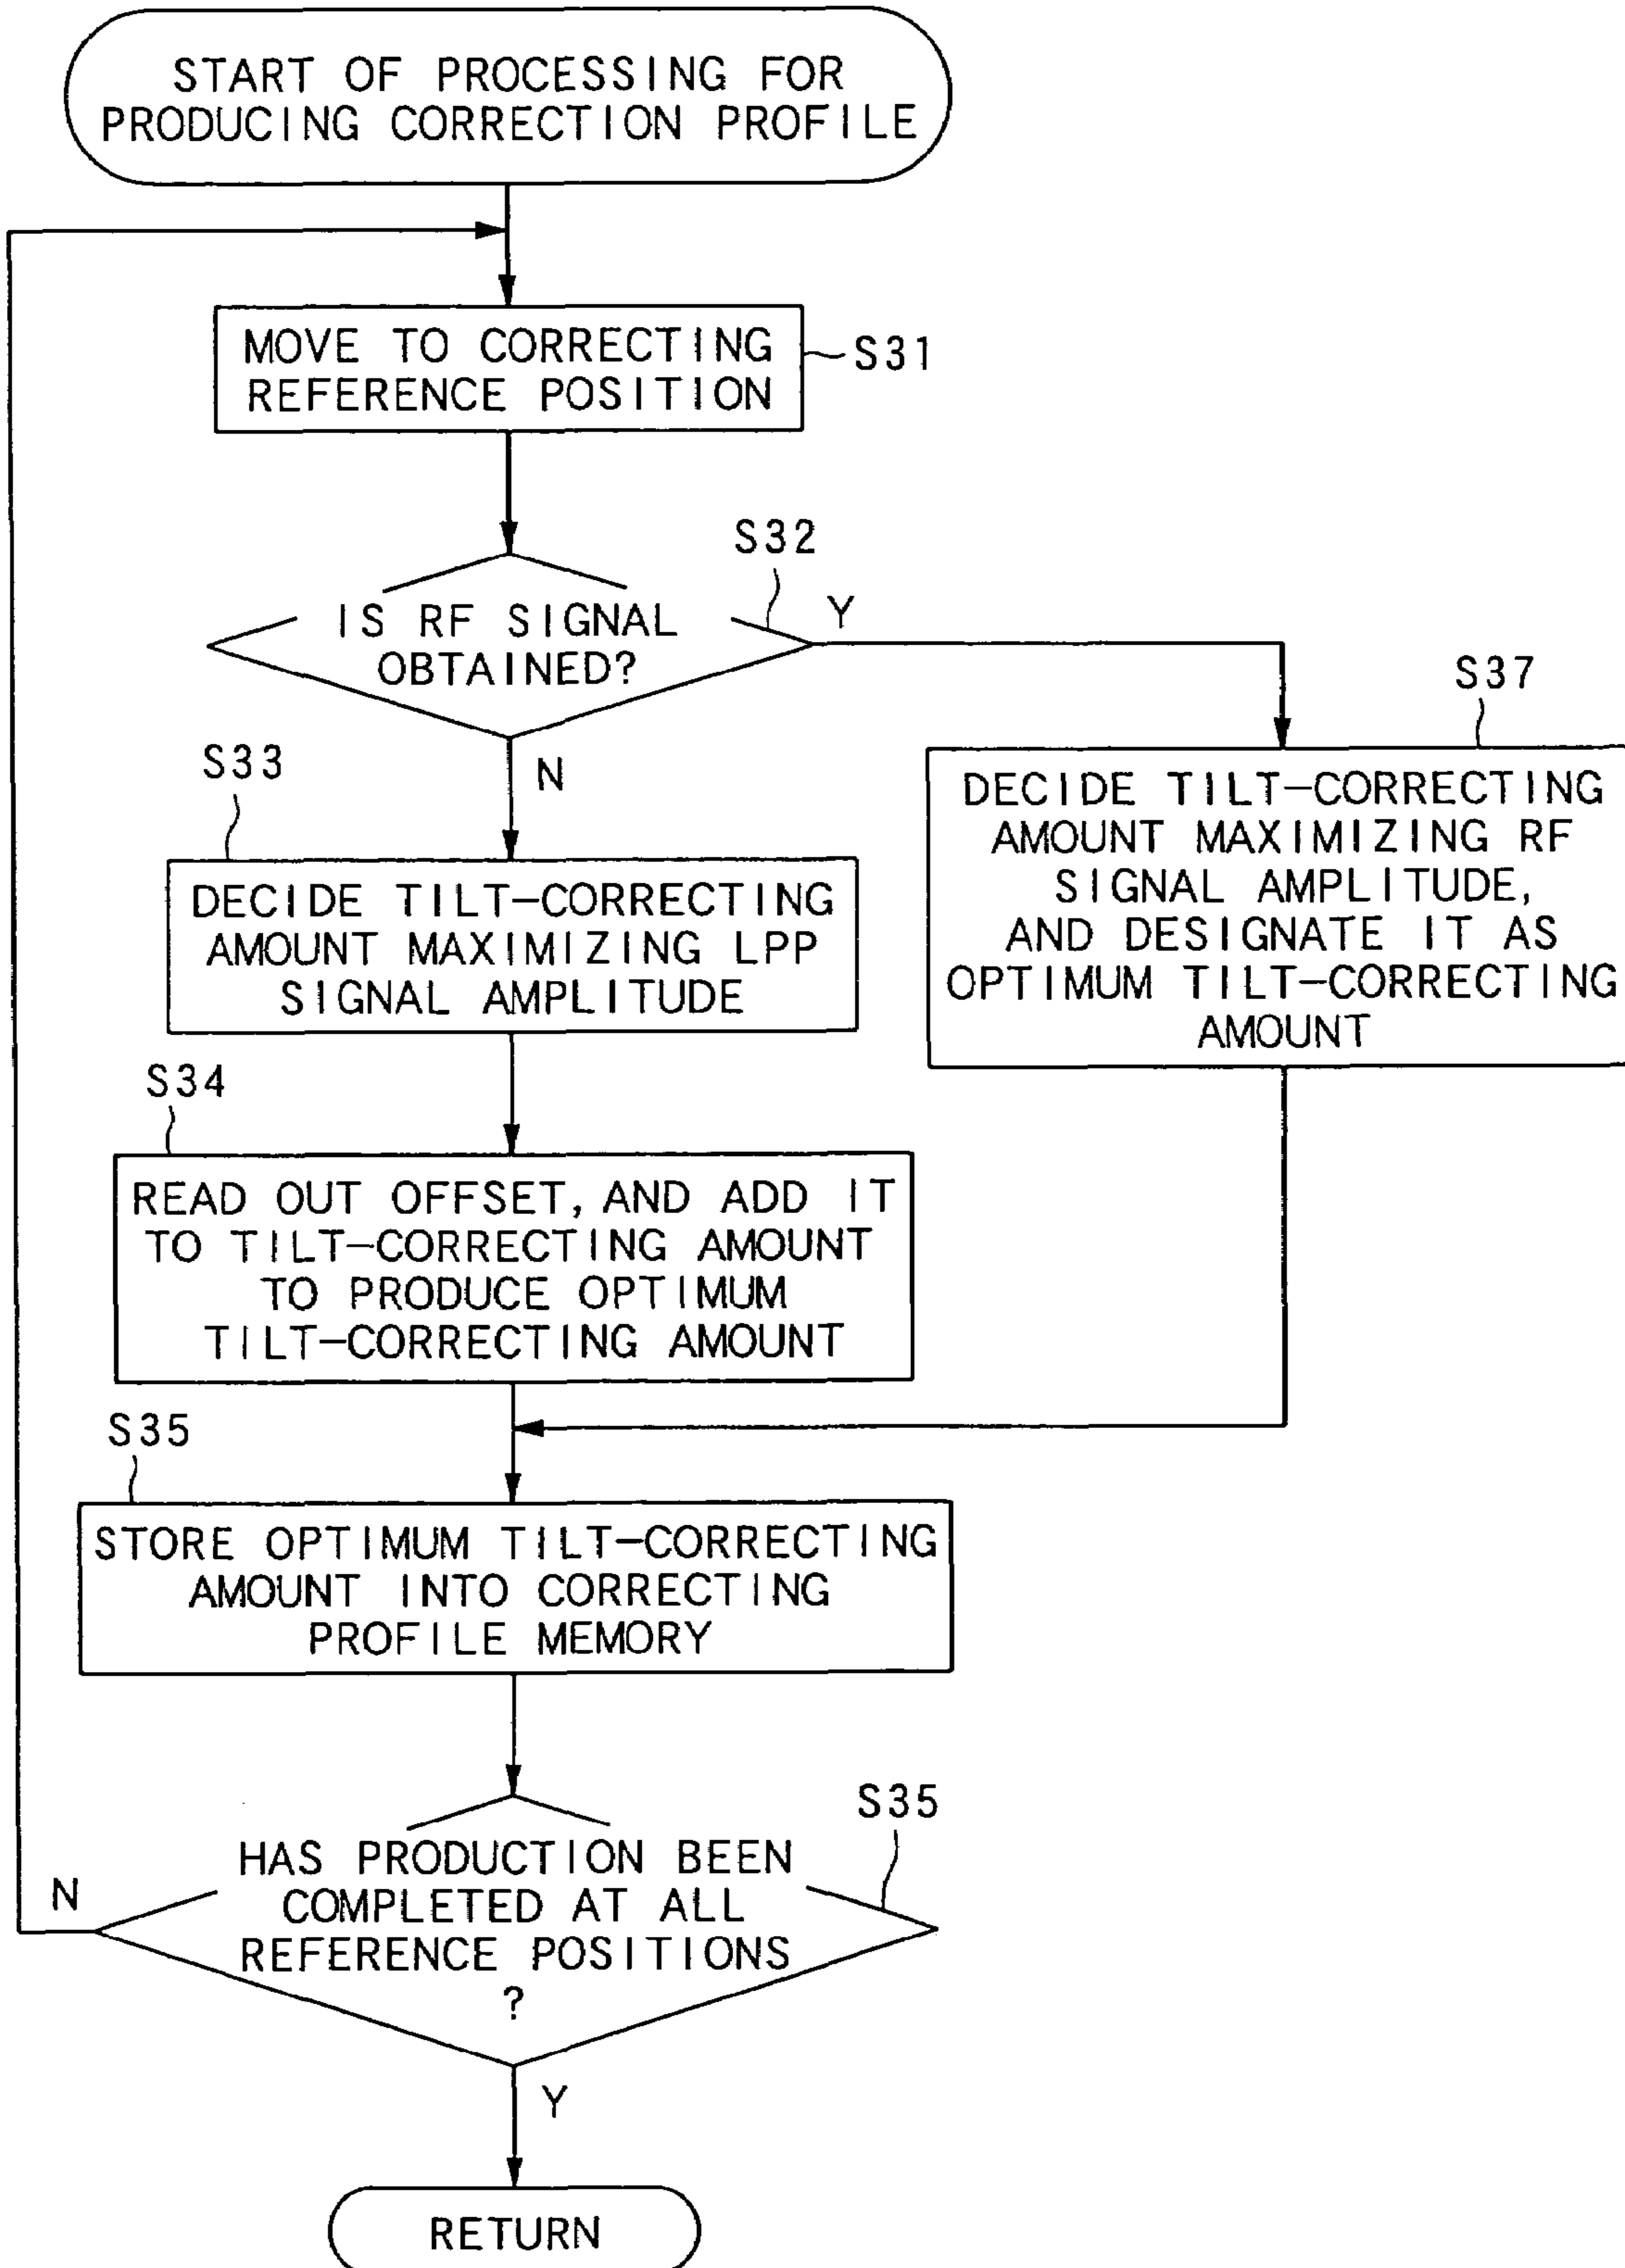 START OF PROCESSING FOR
PRODUCING CORRECTION PROFILE
MOVE TO CORRECTING
REFERENCE POSITION
S31
S32
IS RF SIGNAL
OBTAINED?
Y
N
S37
DECIDE TILT-CORRECTING
AMOUNT MAXIMIZING RF
SIGNAL AMPLITUDE,
AND DESIGNATE IT AS
OPTIMUM TILT-CORRECTING
AMOUNT
S33
DECIDE TILT-CORRECTING
AMOUNT MAXIMIZING LPP
SIGNAL AMPLITUDE
S34
READ OUT OFFSET, AND ADD IT
TO TILT-CORRECTING AMOUNT
TO PRODUCE OPTIMUM
TILT-CORRECTING AMOUNT
S35
STORE OPTIMUM TILT-CORRECTING
AMOUNT INTO CORRECTING
PROFILE MEMORY
S35
HAS PRODUCTION BEEN
COMPLETED AT ALL
REFERENCE POSITIONS
?
N
Y
RETURN